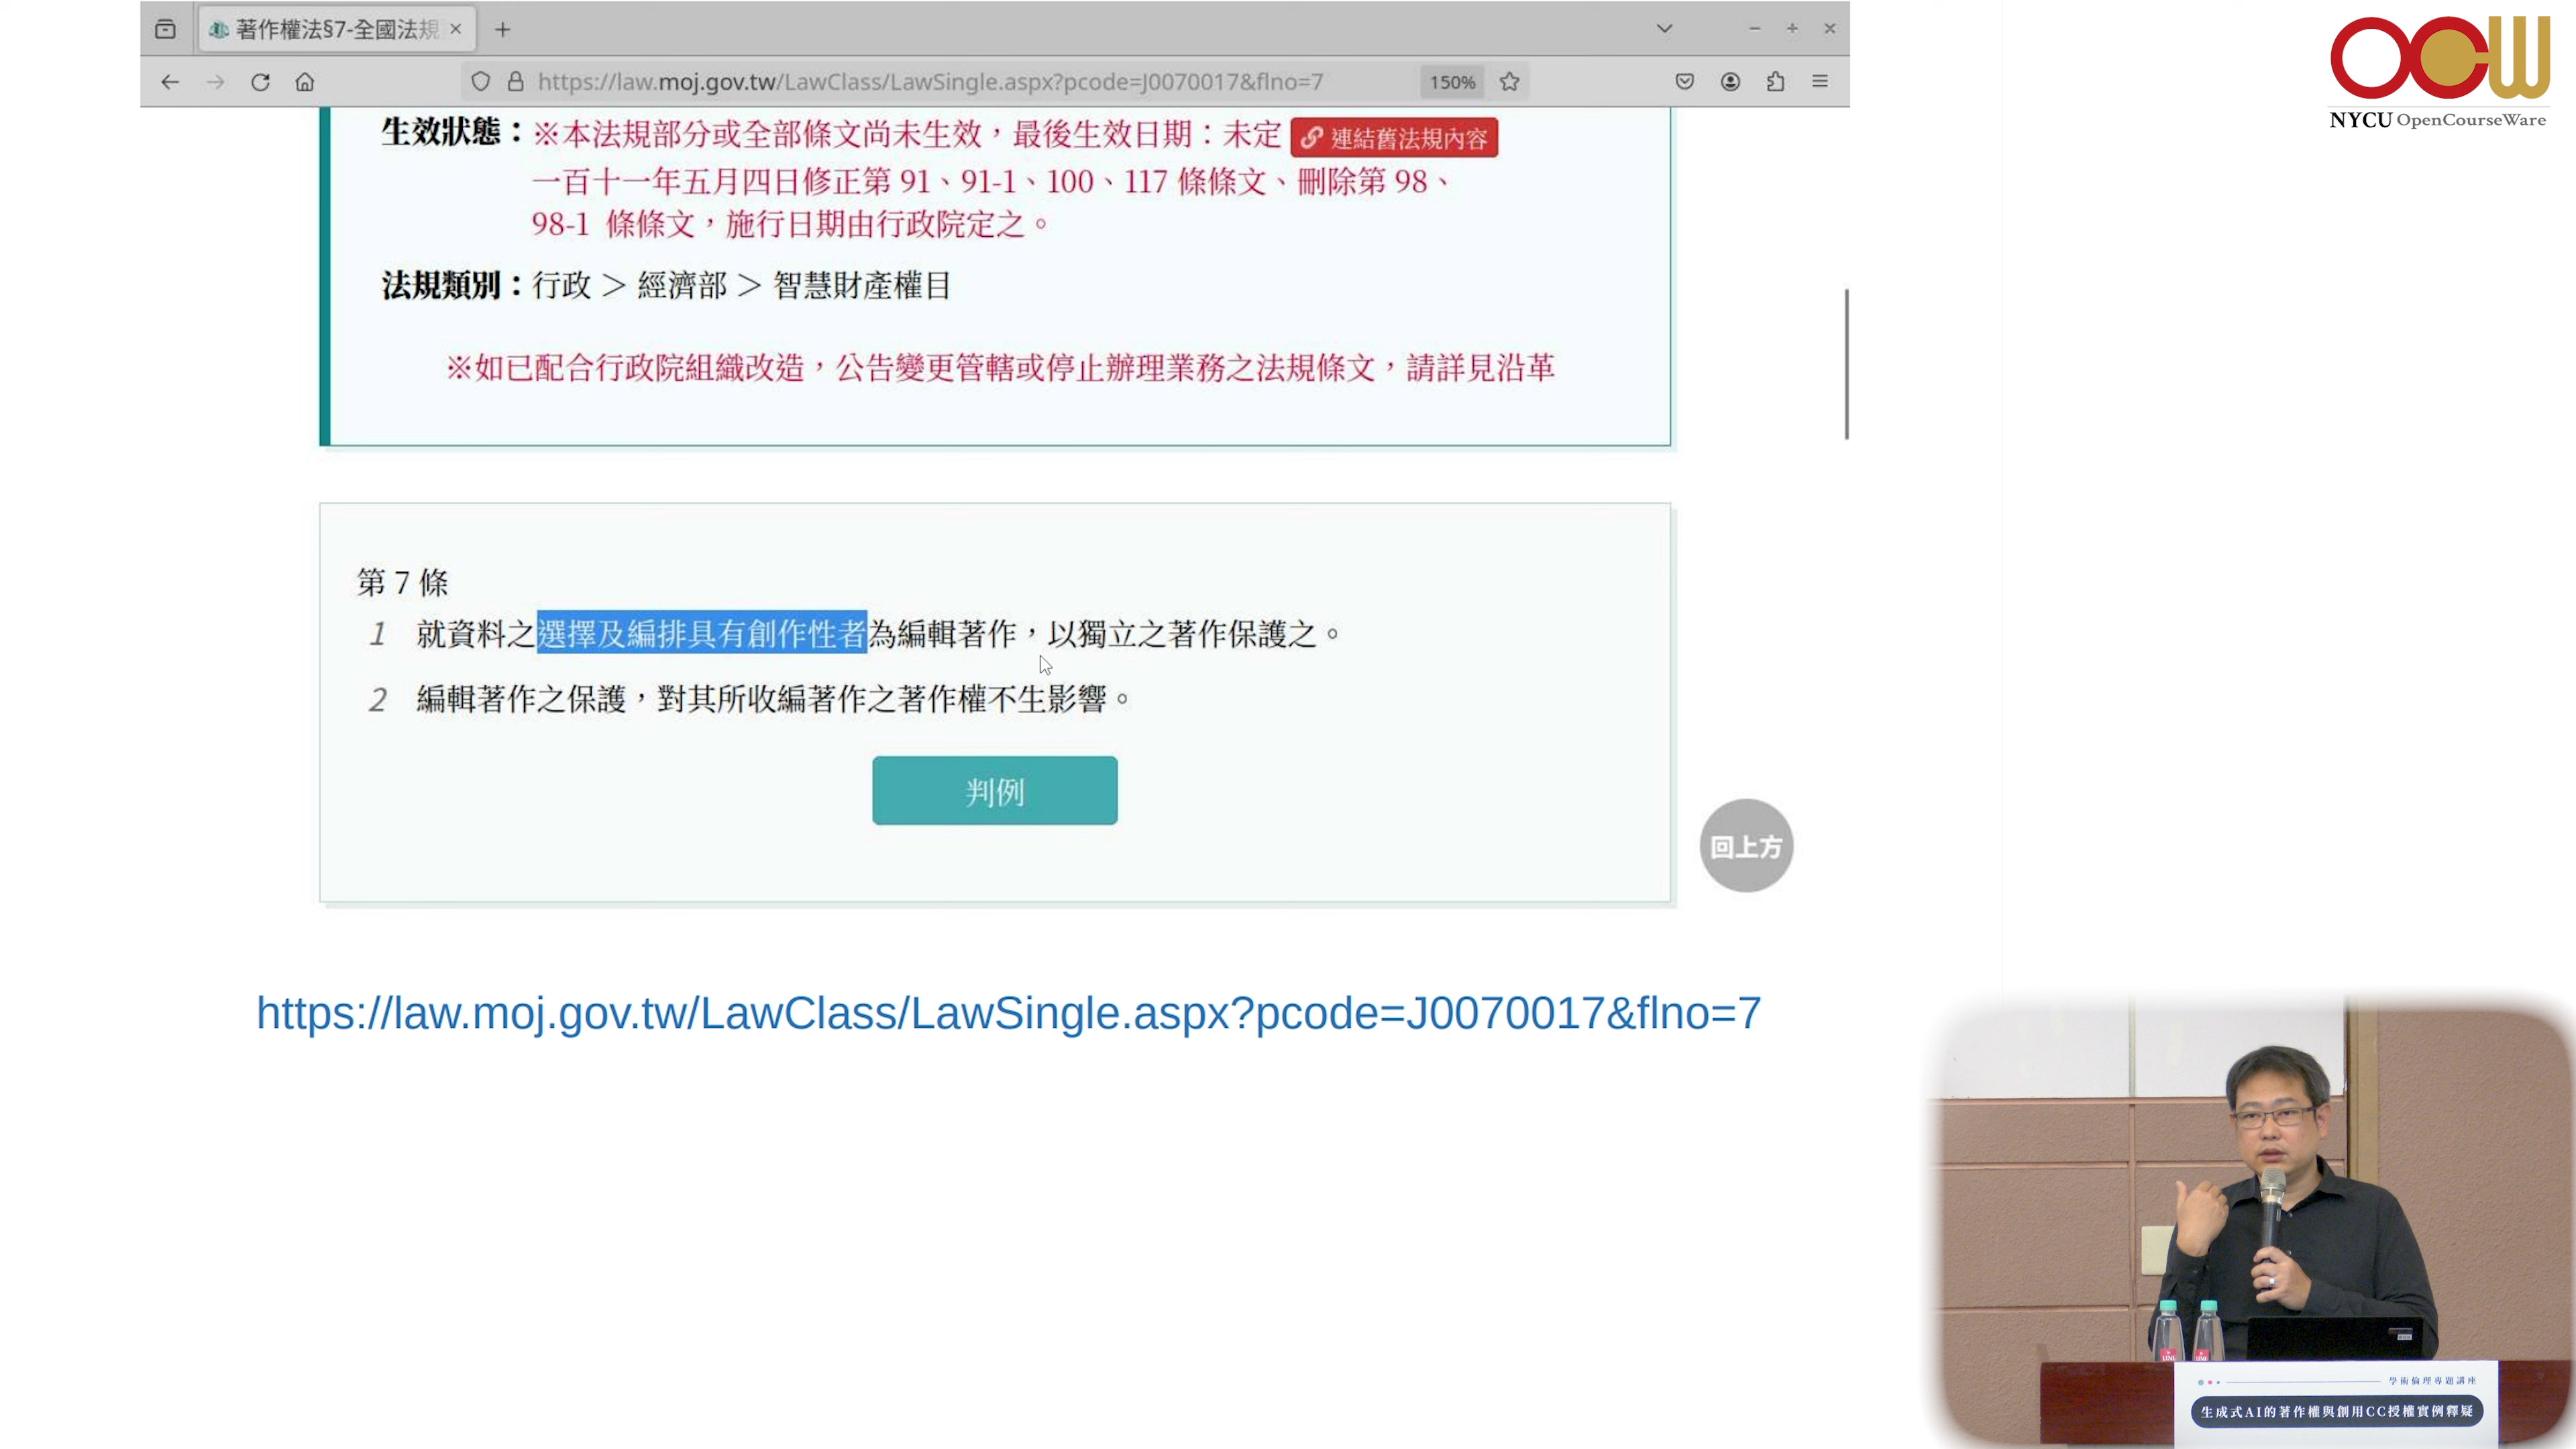 著作權法§7-全國法規
https://law.moj.gov.tw/LawClass/LawSingle.aspx?pcode=J0070017&flno=7
150%
OCW
NYCU OpenCourseWare
生效狀態：※本法規部分或全部條文尚未生效，最後生效日期：未定 連結舊法規內容
一百十一年五月四日修正第 91、91-1、100、117 條條文、刪除第 98、
98-1 條條文，施行日期由行政院定之。
法規類別：行政 ＞ 經濟部 ＞ 智慧財產權目
※如已配合行政院組織改造，公告變更管轄或停止辦理業務之法規條文，請詳見沿革
第 7 條
1 就資料之選擇及編排具有創作性者為編輯著作，以獨立之著作保護之。
2 編輯著作之保護，對其所收編著作之著作權不生影響。
判例
回上方
https://law.moj.gov.tw/LawClass/LawSingle.aspx?pcode=J0070017&flno=7
學術倫理專題講座
生成式AI的著作權與創用CC授權實例釋疑